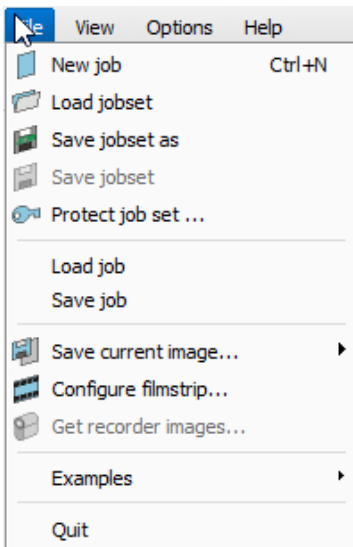 File View Options Help
New job Ctrl+N
Load jobset
Save jobset as
Save jobset
Protect job set ...
Load job
Save job
Save current image...
Configure filmstrip...
Get recorder images...
Examples
Quit